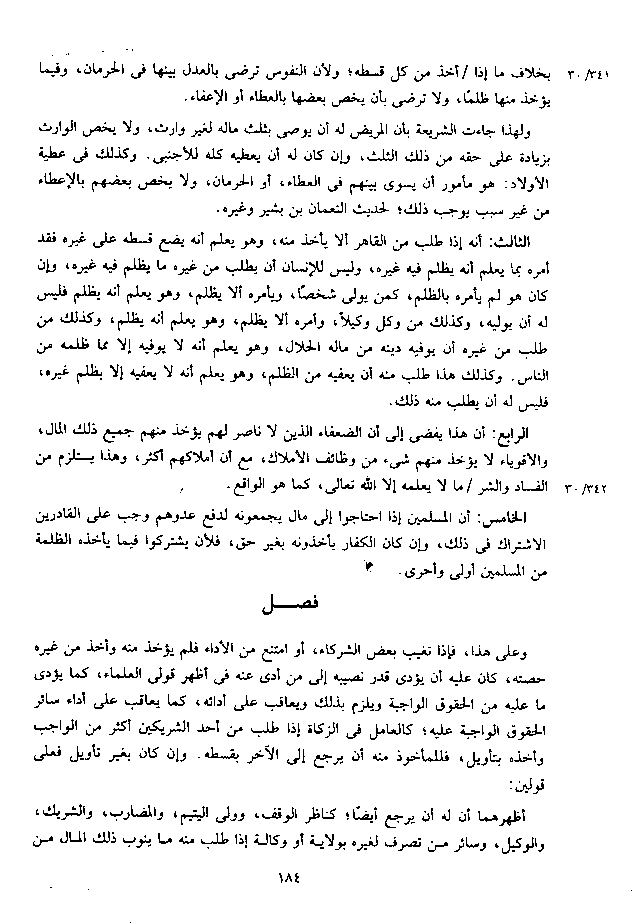 ٣٠/٣٤١ بخلاف ما إذا / أخذ من كل قسطه؛ ولأن النفوس ترضى بالعدل بينها فى الحرمان، وفيما
يؤخذ منها ظلمًا، ولا ترضى بأن يخص بعضها بالعطاء أو الإعفاء.
ولهذا جاءت الشريعة بأن المريض له أن يوصى بثلث ماله لغير وارث، ولا يخص الوارث
بزيادة على حقه من ذلك الثلث، وإن كان له أن يعطيه كله للأجنبى. وكذلك فى عطية
الأولاد: هو مأمور أن يسوى بينهم فى العطاء، أو الحرمان، ولا يخص بعضهم بالإعطاء
من غير سبب يوجب ذلك؛ لحديث النعمان بن بشير وغيره.
الثالث: أنه إذا طلب من القاهر ألا يأخذ منه، وهو يعلم أنه يضع قسطه على غيره فقد
أمره بما يعلم أنه يظلم فيه غيره، وليس للإنسان أن يطلب من غيره ما يظلم فيه غيره، وإن
كان هو لم يأمره بالظلم، كمن يولى شخصًا، ويأمره ألا يظلم، وهو يعلم أنه يظلم فليس
له أن يوليه، وكذلك من وكل وكيلاً، وأمره ألا يظلم، وهو يعلم أنه يظلم، وكذلك من
طلب من غيره أن يوفيه دينه من ماله الحلال، وهو يعلم أنه لا يوفيه إلا مما ظلمه من
الناس. وكذلك هذا طلب منه أن يعفيه من الظلم، وهو يعلم أنه لا يعفيه إلا بظلم غيره،
فليس له أن يطلب منه ذلك.
الرابع: أن هذا يفضى إلى أن الضعفاء الذين لا ناصر لهم يؤخذ منهم جميع ذلك المال،
والأقوياء لا يؤخذ منهم شىء من وظائف الأملاك، مع أن أملاكهم أكثر، وهذا يستلزم من
٣٠/٣٤٢ الفساد والشر / ما لا يعلمه إلا الله تعالى، كما هو الواقع.
الخامس: أن المسلمين إذا احتاجوا إلى مال يجمعونه لدفع عدوهم وجب على القادرين
الاشتراك فى ذلك، وإن كان الكفار يأخذونه بغير حق، فلأن يشتركوا فيما يأخذه الظلمة
من المسلمين أولى وأحرى.
فصــل
وعلى هذا، فإذا تغيب بعض الشركاء، أو امتنع من الأداء فلم يؤخذ منه وأخذ من غيره
حصته، كان عليه أن يؤدى قدر نصيبه إلى من أدى عنه فى أظهر قولى العلماء، كما يؤدى
ما عليه من الحقوق الواجبة ويلزم بذلك ويعاقب على أدائه، كما يعاقب على أداء سائر
الحقوق الواجبة عليه؛ كالعامل فى الزكاة إذا طلب من أحد الشريكين أكثر من الواجب
وأخذه بتأويل، فللمأخوذ منه أن يرجع إلى الآخر بقسطه. وإن كان بغير تأويل فعلى
قولين:
أظهرهما أن له أن يرجع أيضًا؛ كناظر الوقف، وولى اليتيم، والمضارب، والشريك،
والوكيل، وسائر من تصرف لغيره بولاية أو وكالة إذا طلب منه ما ينوب ذلك المال من
١٨٤